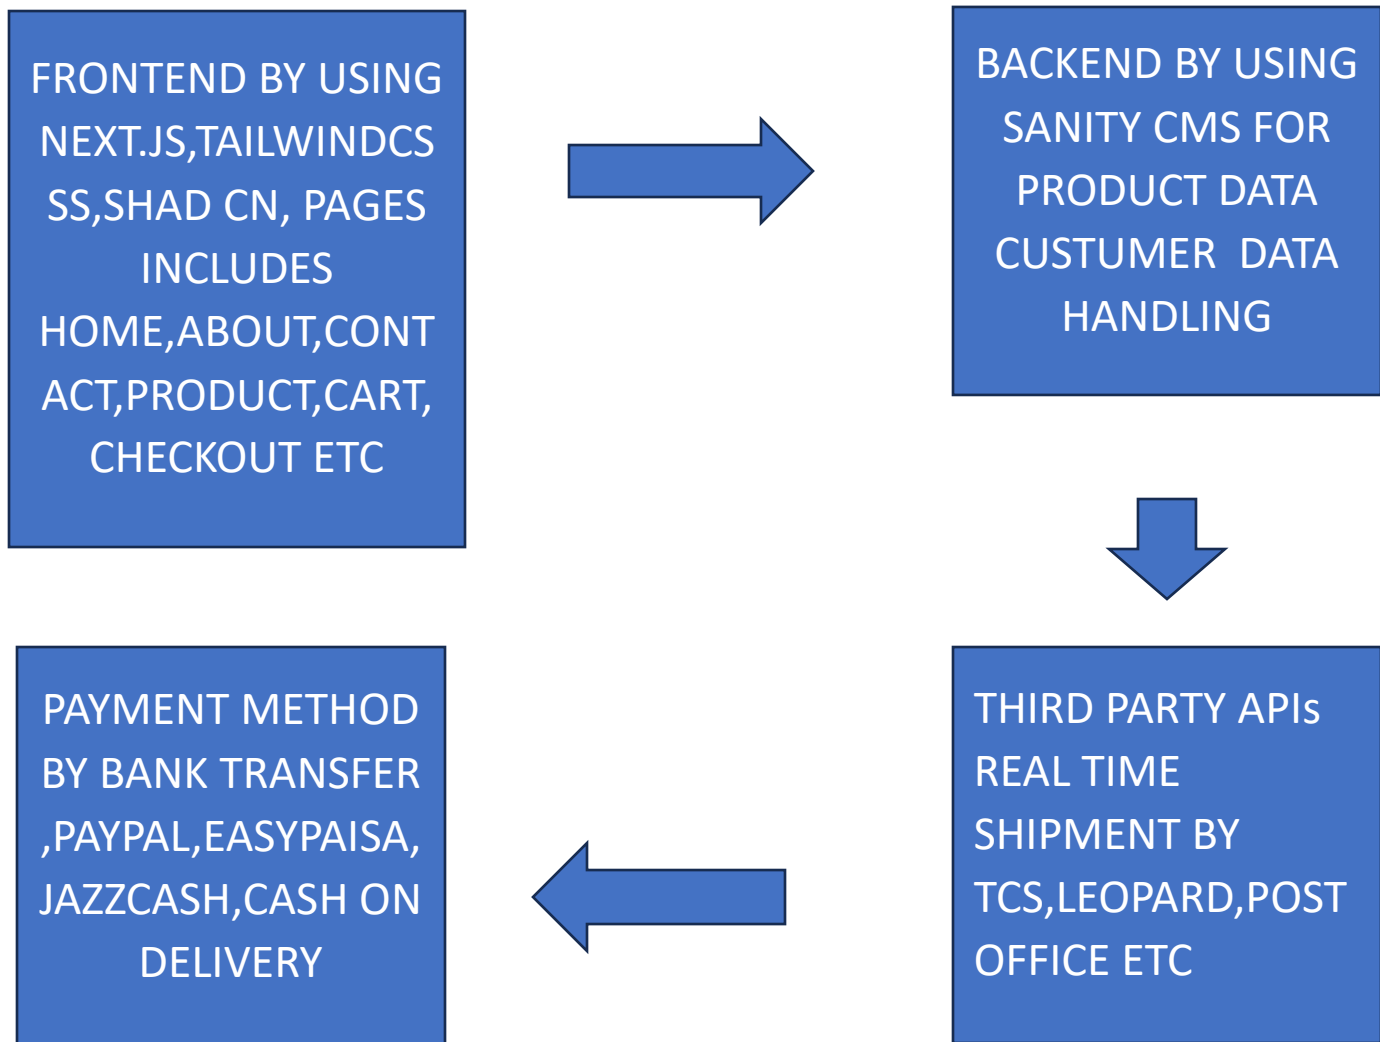 FRONTEND BY USING
NEXT.JS,TAILWINDCS
SS,SHAD CN, PAGES
INCLUDES
HOME,ABOUT,CONT
ACT,PRODUCT,CART,
CHECKOUT ETC
BACKEND BY USING
SANITY CMS FOR
PRODUCT DATA
CUSTUMER DATA
HANDLING
THIRD PARTY APIs
REAL TIME
SHIPMENT BY
TCS,LEOPARD,POST
OFFICE ETC
PAYMENT METHOD
BY BANK TRANSFER
,PAYPAL,EASYPAISA,
JAZZCASH,CASH ON
DELIVERY